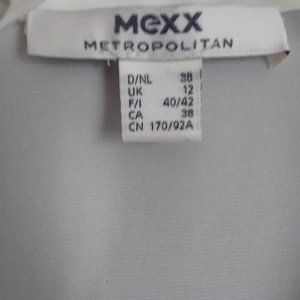 MEXX
METROPOLITAN
D/NL 38
UK 12
F/I 40/42
CA 38
CN 170/92A